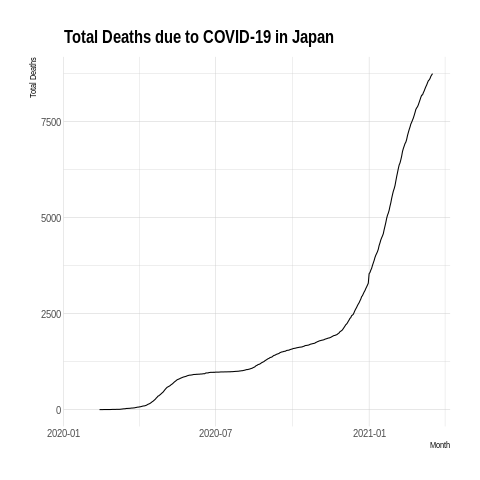 Total Deaths due to COVID-19 in Japan
Total Deaths
7500
5000
2500
0
2020-01
2020-07
2021-01
Month